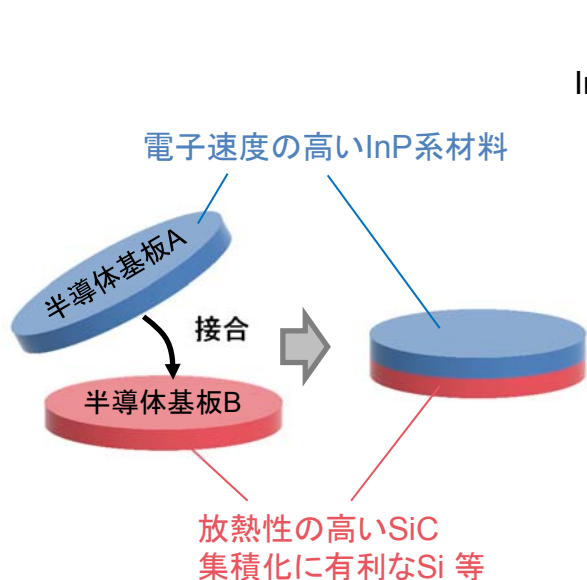 In
電子速度の高いInP系材料
半導体基板A
接合
半導体基板B
放熱性の高いSiC
集積化に有利なSi 等